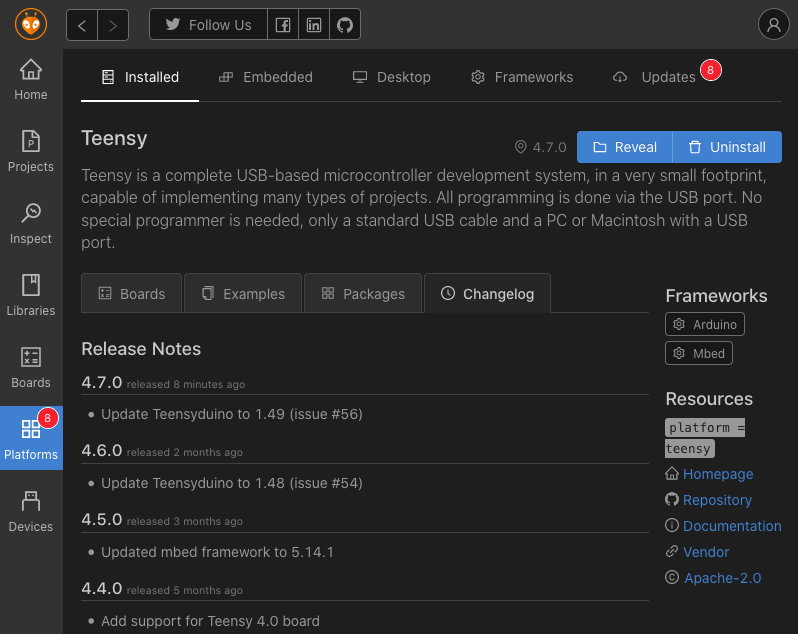 Follow Us
Home
Projects
Inspect
Libraries
Boards
8
Platforms
Devices
Installed
Embedded
Desktop
Frameworks
Updates
8
Teensy
4.7.0
Reveal
Uninstall
Teensy is a complete USB-based microcontroller development system, in a very small footprint,
capable of implementing many types of projects. All programming is done via the USB port. No
special programmer is needed, only a standard USB cable and a PC or Macintosh with a USB
port.
Boards
Examples
Packages
Changelog
Release Notes
4.7.0 released 8 minutes ago
Update Teensyduino to 1.49 (issue #56)
4.6.0 released 2 months ago
Update Teensyduino to 1.48 (issue #54)
4.5.0 released 3 months ago
Updated mbed framework to 5.14.1
4.4.0 released 5 months ago
Add support for Teensy 4.0 board
Frameworks
Arduino
Mbed
Resources
platform =
teensy
Homepage
Repository
Documentation
Vendor
Apache-2.0